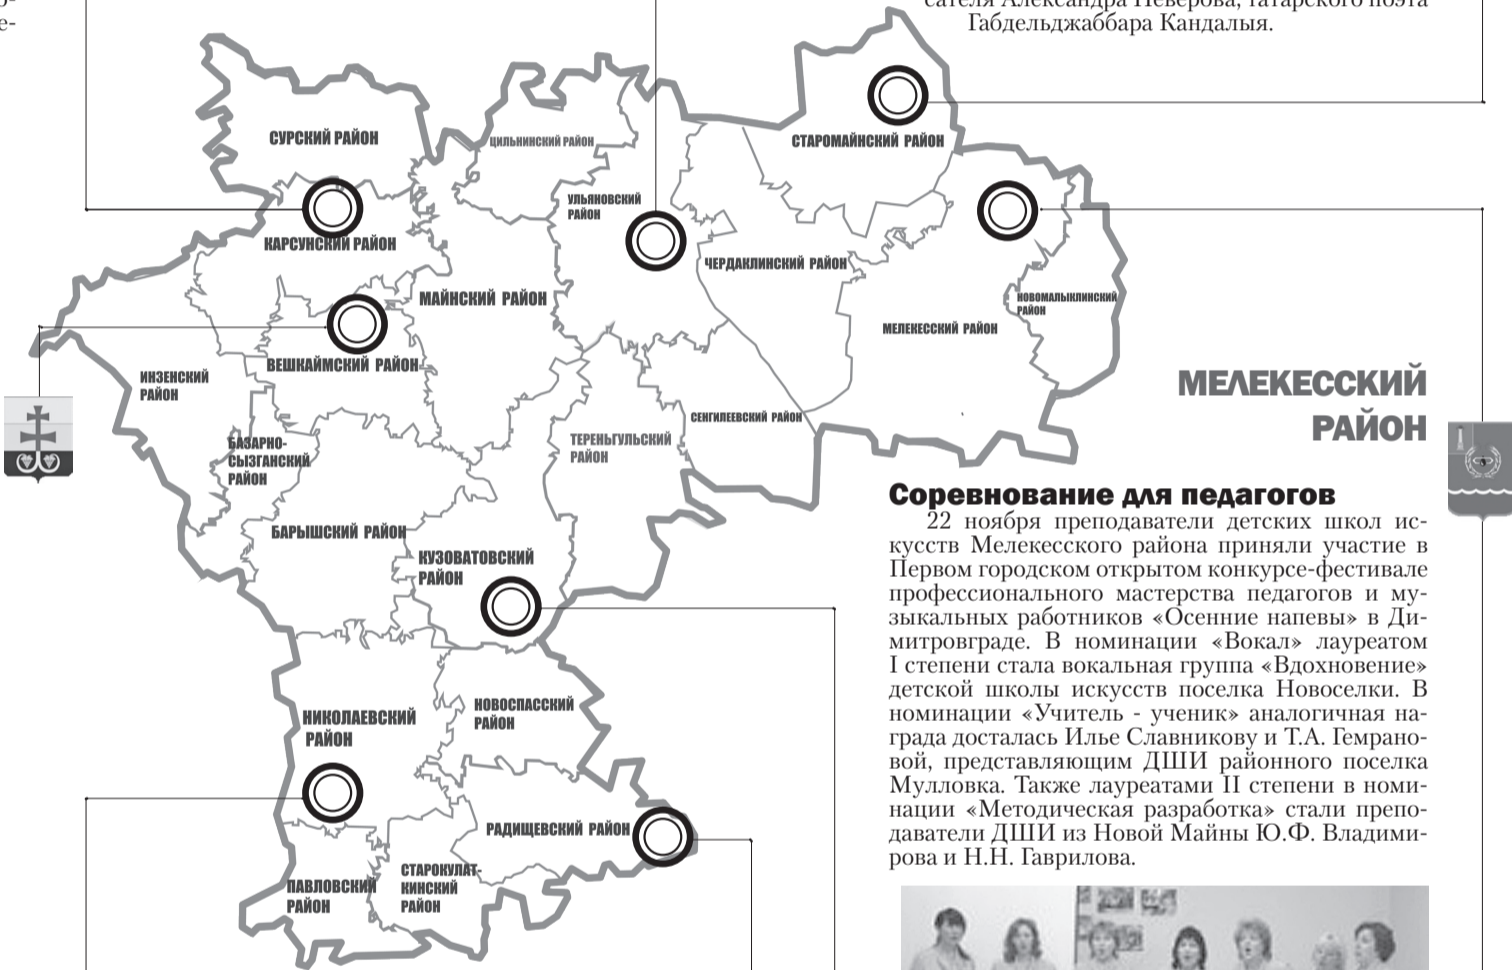 сателя Александра Неверова, татарского поэта
Габдельджаббара Кандалыя.
СУРСКИЙ РАЙОН
ЦИЛЬНИНСКИЙ РАЙОН
СТАРОМАЙНСКИЙ РАЙОН
УЛЬЯНОВСКИЙ
РАЙОН
КАРСУНСКИЙ РАЙОН
ЧЕРДАКЛИНСКИЙ РАЙОН
МАЙНСКИЙ РАЙОН
НОВОМАЛЫКЛИНСКИЙ
РАЙОН
МЕЛЕКЕССКИЙ РАЙОН
ВЕШКАЙМСКИЙ РАЙОН
ИНЗЕНСКИЙ
РАЙОН
СЕНГИЛЕЕВСКИЙ РАЙОН
БАЗАРНО-
СЫЗГАНСКИЙ
РАЙОН
ТЕРЕНЬГУЛЬСКИЙ
РАЙОН
БАРЫШСКИЙ РАЙОН
КУЗОВАТОВСКИЙ
РАЙОН
НИКОЛАЕВСКИЙ
РАЙОН
НОВОСПАССКИЙ
РАЙОН
РАДИЩЕВСКИЙ РАЙОН
ПАВЛОВСКИЙ
РАЙОН
СТАРОКУЛАТ-
КИНСКИЙ
РАЙОН
МЕЛЕКЕССКИЙ
РАЙОН
Соревнование для педагогов
22 ноября преподаватели детских школ ис-
кусств Мелекесского района приняли участие в
Первом городском открытом конкурсе-фестивале
профессионального мастерства педагогов и му-
зыкальных работников «Осенние напевы» в Ди-
митровграде. В номинации «Вокал» лауреатом
I степени стала вокальная группа «Вдохновение»
детской школы искусств поселка Новоселки. В
номинации «Учитель - ученик» аналогичная на-
града досталась Илье Славникову и Т.А. Гемрано-
вой, представляющим ДШИ районного поселка
Мулловка. Также лауреатами II степени в номи-
нации «Методическая разработка» стали препо-
даватели ДШИ из Новой Майны Ю.Ф. Владими-
рова и Н.Н. Гаврилова.